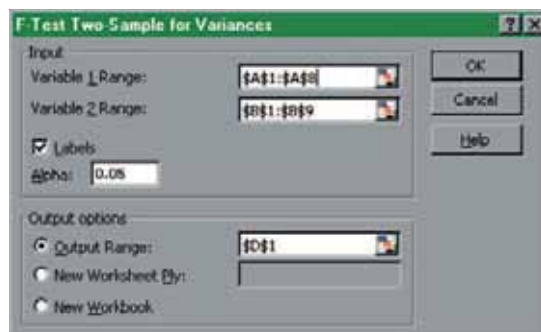 F-Test Two-Sample for Variances
Input
Variable 1 Range: $A$1:$A$8
Variable 2 Range: $B$1:$B$9
Labels
Alpha: 0.05
OK
Cancel
Help
Output options
Output Range: $D$1
New Worksheet Ply:
New Workbook